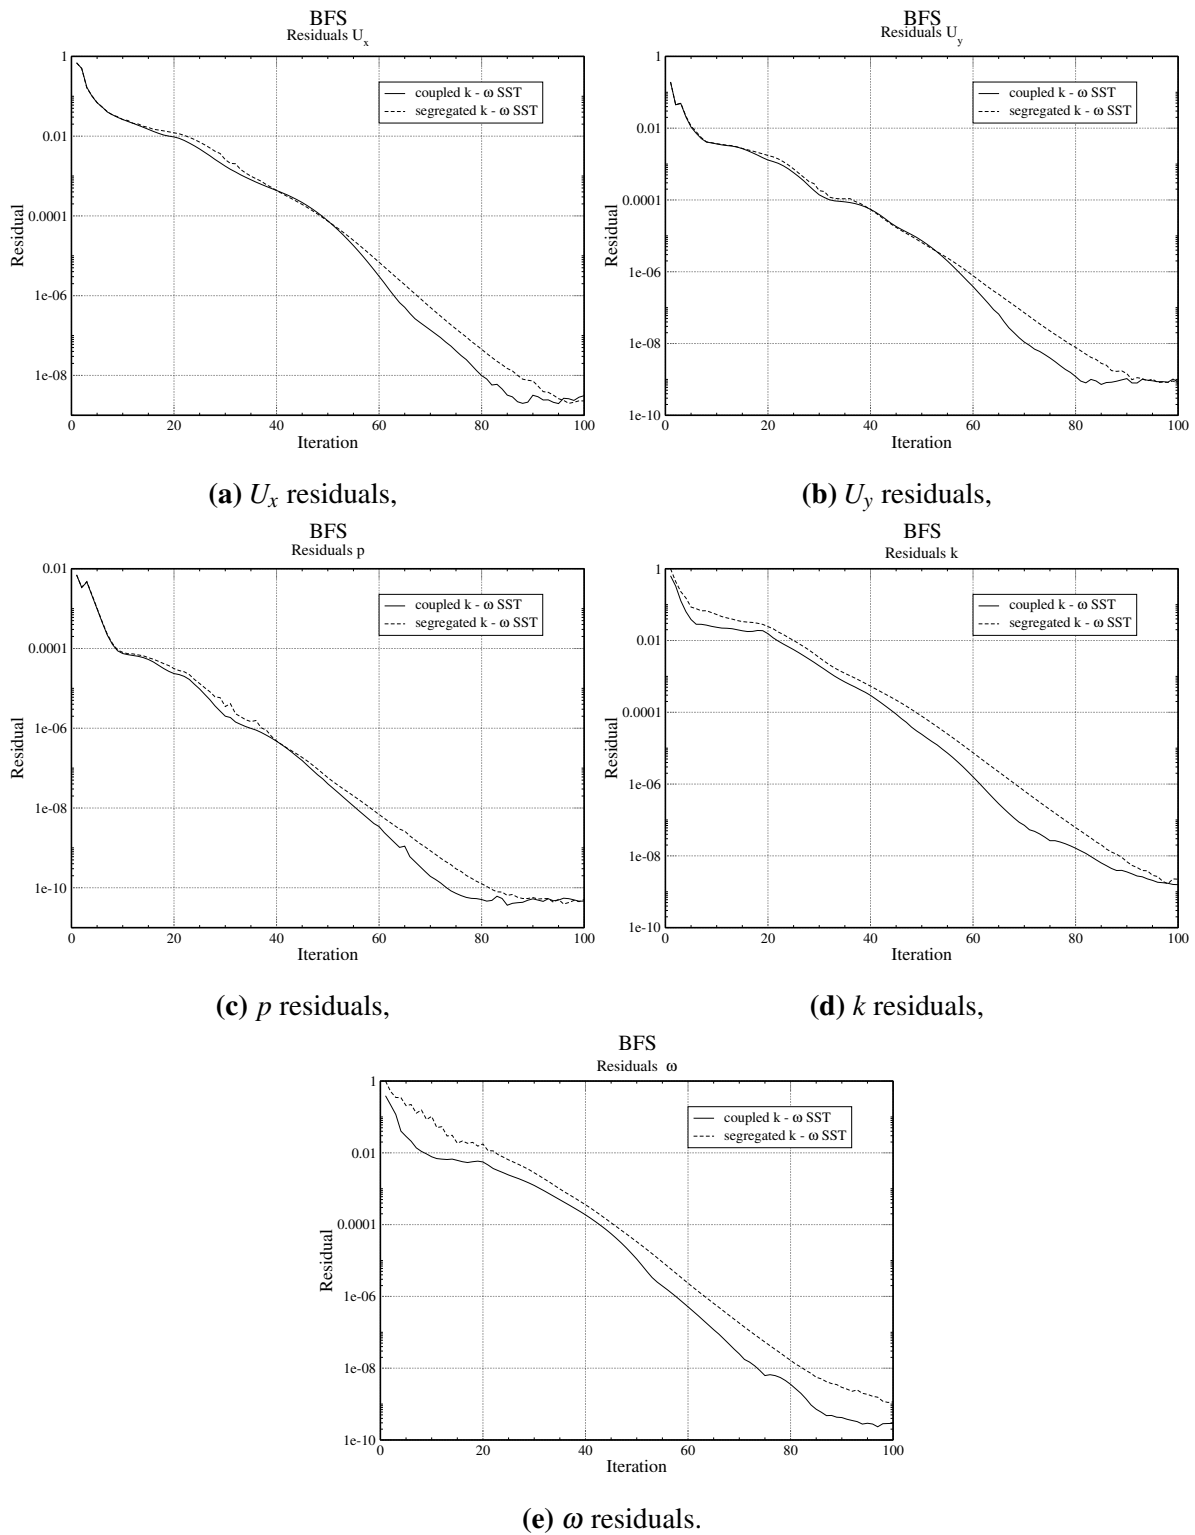 BFS
Residuals Ux
coupled k - ω SST
segregated k - ω SST
1
0.01
0.0001
1e-06
1e-08
Residual
0 20 40 60 80 100
Iteration
(a) Ux residuals,
BFS
Residuals Uy
coupled k - ω SST
segregated k - ω SST
1
0.01
0.0001
1e-06
1e-08
1e-10
Residual
0 20 40 60 80 100
Iteration
(b) Uy residuals,
BFS
Residuals p
coupled k - ω SST
segregated k - ω SST
0.01
0.0001
1e-06
1e-08
1e-10
Residual
0 20 40 60 80 100
Iteration
(c) p residuals,
BFS
Residuals k
coupled k - ω SST
segregated k - ω SST
1
0.01
0.0001
1e-06
1e-08
1e-10
Residual
0 20 40 60 80 100
Iteration
(d) k residuals,
BFS
Residuals ω
coupled k - ω SST
segregated k - ω SST
1
0.01
0.0001
1e-06
1e-08
1e-10
Residual
0 20 40 60 80 100
Iteration
(e) ω residuals.